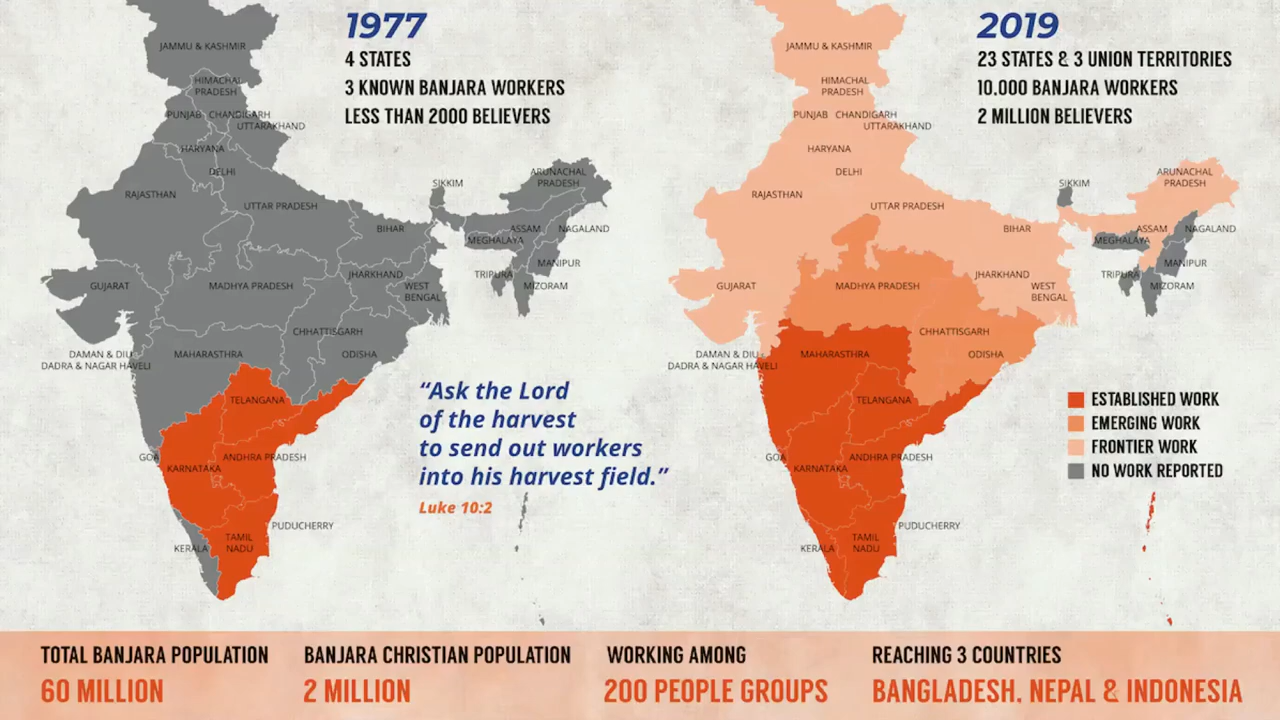 1977
4 STATES
3 KNOWN BANJARA WORKERS
LESS THAN 2000 BELIEVERS
JAMMU & KASHMIR
HIMACHAL
PRADESH
PUNJAB
CHANDIGARH
UTTARAKHAND
HARYANA
DELHI
RAJASTHAN
UTTAR PRADESH
SIKKIM
ARUNACHAL
PRADESH
BIHAR
ASSAM
NAGALAND
MEGHALAYA
MANIPUR
TRIPURA
MIZORAM
GUJARAT
MADHYA PRADESH
JHARKHAND
WEST
BENGAL
CHHATTISGARH
DAMAN & DIU
DADRA & NAGAR HAVELI
MAHARASTHRA
ODISHA
TELANGANA
GOA
KARNATAKA
ANDHRA PRADESH
PUDUCHERRY
KERALA
TAMIL
NADU
“Ask the Lord
of the harvest
to send out workers
into his harvest field.”
Luke 10:2
2019
23 STATES & 3 UNION TERRITORIES
10.000 BANJARA WORKERS
2 MILLION BELIEVERS
JAMMU & KASHMIR
HIMACHAL
PRADESH
PUNJAB
CHANDIGARH
UTTARAKHAND
HARYANA
DELHI
RAJASTHAN
UTTAR PRADESH
SIKKIM
ARUNACHAL
PRADESH
BIHAR
ASSAM
NAGALAND
MEGHALAYA
MANIPUR
TRIPURA
MIZORAM
GUJARAT
MADHYA PRADESH
JHARKHAND
WEST
BENGAL
CHHATTISGARH
DAMAN & DIU
DADRA & NAGAR HAVELI
MAHARASTHRA
ODISHA
TELANGANA
GOA
KARNATAKA
ANDHRA PRADESH
PUDUCHERRY
KERALA
TAMIL
NADU
ESTABLISHED WORK
EMERGING WORK
FRONTIER WORK
NO WORK REPORTED
TOTAL BANJARA POPULATION
60 MILLION
BANJARA CHRISTIAN POPULATION
2 MILLION
WORKING AMONG
200 PEOPLE GROUPS
REACHING 3 COUNTRIES
BANGLADESH, NEPAL & INDONESIA